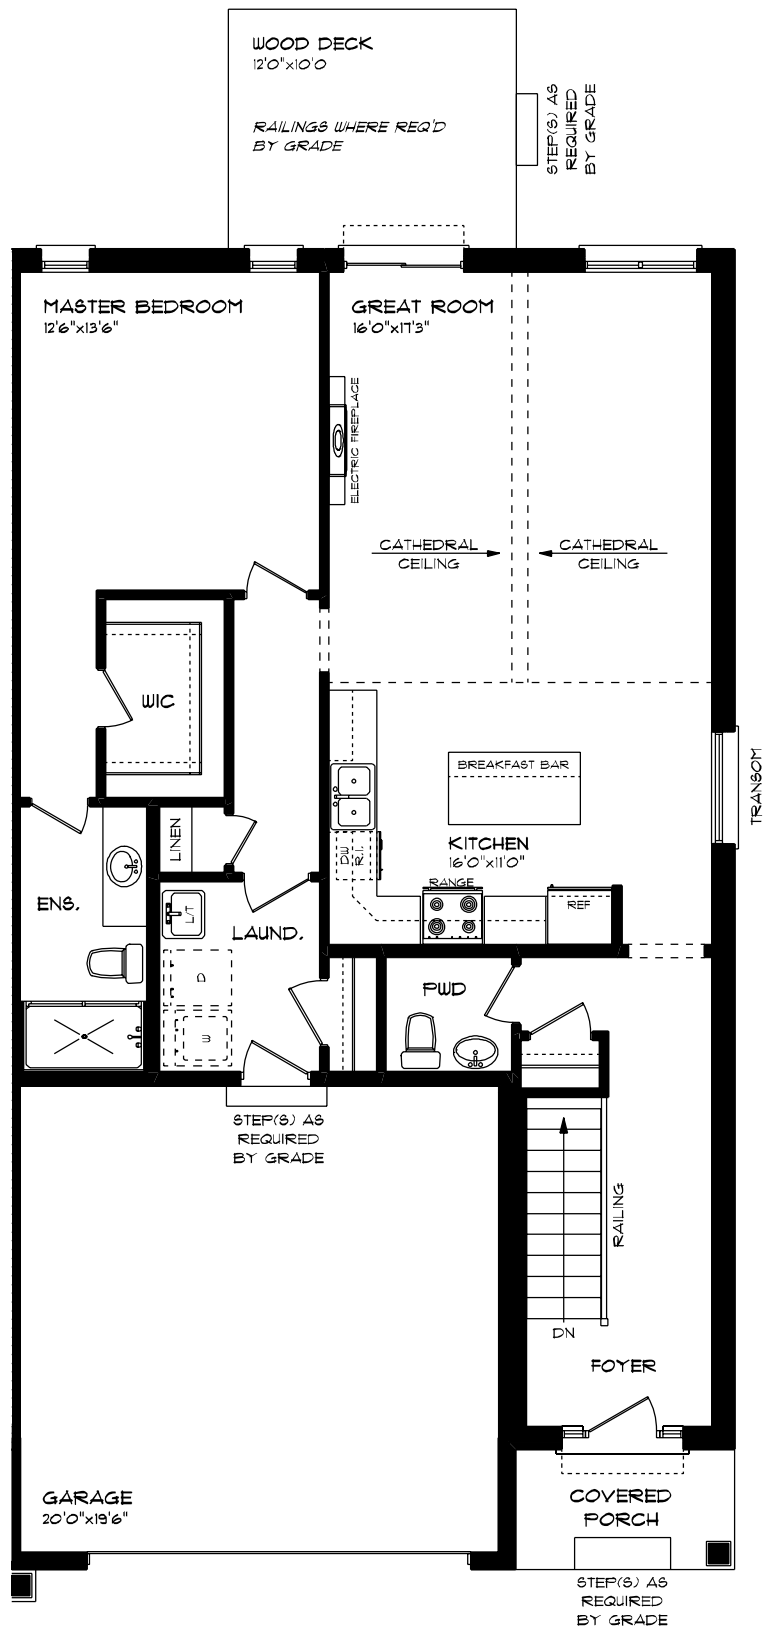 WOOD DECK
12'0"x10'0
RAILINGS WHERE REQ'D
BY GRADE
STEP(S) AS
REQUIRED
BY GRADE
MASTER BEDROOM
12'6"x13'6"
GREAT ROOM
16'0"x17'3"
ELECTRIC FIREPLACE
CATHEDRAL
CEILING
CATHEDRAL
CEILING
WIC
BREAKFAST BAR
TRANSOM
LINEN
DW
R.I.
KITCHEN
16'0"x11'0"
RANGE
REF
ENS.
L/T
LAUND.
D
W
PWD
STEP(S) AS
REQUIRED
BY GRADE
RAILING
DN
FOYER
GARAGE
20'0"x19'6"
COVERED
PORCH
STEP(S) AS
REQUIRED
BY GRADE